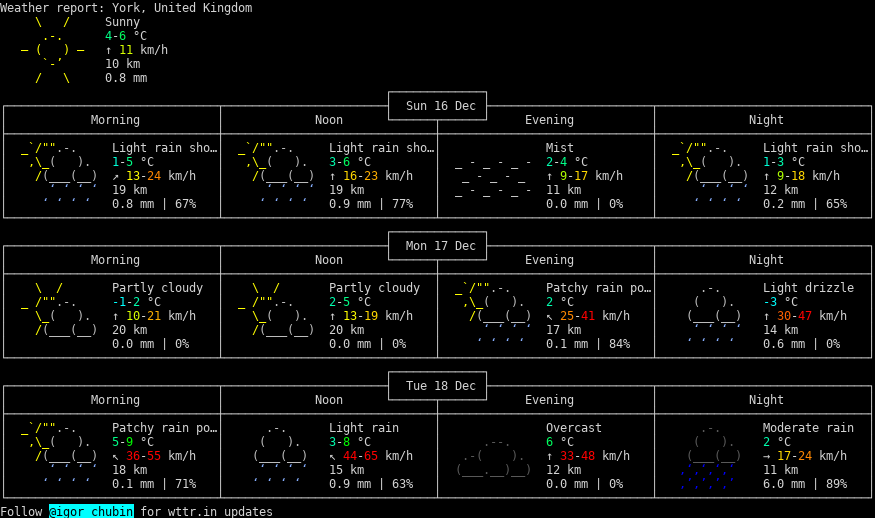 Weather report: York, United Kingdom
Sunny
4-6 °C
↑ 11 km/h
10 km
0.8 mm
Sun 16 Dec
Morning Noon Evening Night
Light rain sho… Light rain sho… Mist Light rain sho…
1-5 °C 3-6 °C 2-4 °C 1-3 °C
↗ 13-24 km/h ↑ 16-23 km/h ↑ 9-17 km/h ↑ 9-18 km/h
19 km 19 km 11 km 12 km
0.8 mm | 67% 0.9 mm | 77% 0.0 mm | 0% 0.2 mm | 65%
Mon 17 Dec
Morning Noon Evening Night
Partly cloudy Partly cloudy Patchy rain po… Light drizzle
-1-2 °C 2-5 °C 2 °C -3 °C
↑ 10-21 km/h ↑ 13-19 km/h ↖ 25-41 km/h ↑ 30-47 km/h
20 km 20 km 17 km 14 km
0.0 mm | 0% 0.0 mm | 0% 0.1 mm | 84% 0.6 mm | 0%
Tue 18 Dec
Morning Noon Evening Night
Patchy rain po… Light rain Overcast Moderate rain
5-9 °C 3-8 °C 6 °C 2 °C
↖ 36-55 km/h ↖ 44-65 km/h ↑ 33-48 km/h → 17-24 km/h
18 km 15 km 12 km 11 km
0.1 mm | 71% 0.9 mm | 63% 0.0 mm | 0% 6.0 mm | 89%
Follow @igor_chubin for wttr.in updates